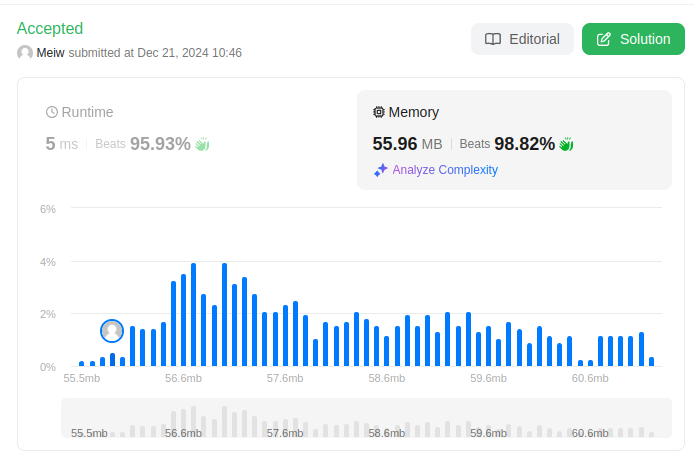 Accepted
Meiw submitted at Dec 21, 2024 10:46
Editorial
Solution
Runtime
5 ms Beats 95.93%
Memory
55.96 MB Beats 98.82%
Analyze Complexity
6%
4%
2%
0%
55.5mb 56.6mb 57.6mb 58.6mb 59.6mb 60.6mb
55.5mb 56.6mb 57.6mb 58.6mb 59.6mb 60.6mb